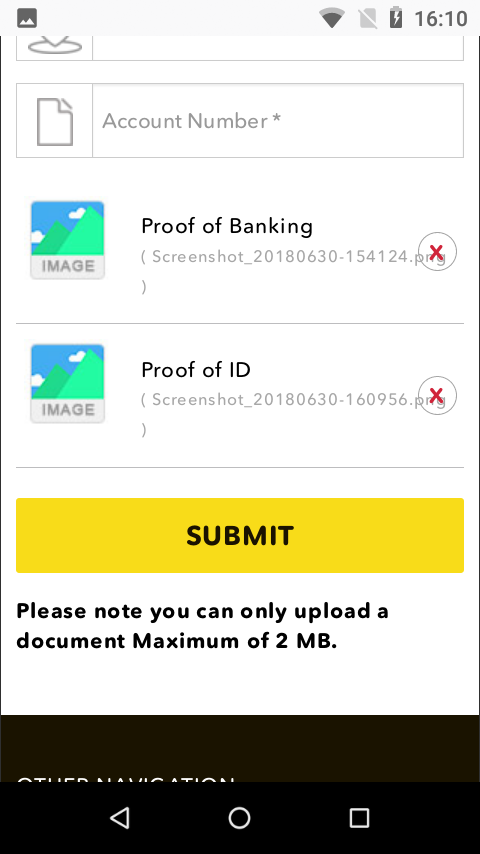 16:10
Account Number *
IMAGE
Proof of Banking
( Screenshot_20180630-154124.png
)
X
IMAGE
Proof of ID
( Screenshot_20180630-160956.png
)
X
SUBMIT
Please note you can only upload a
document Maximum of 2 MB.
OTHER NAVIGATION